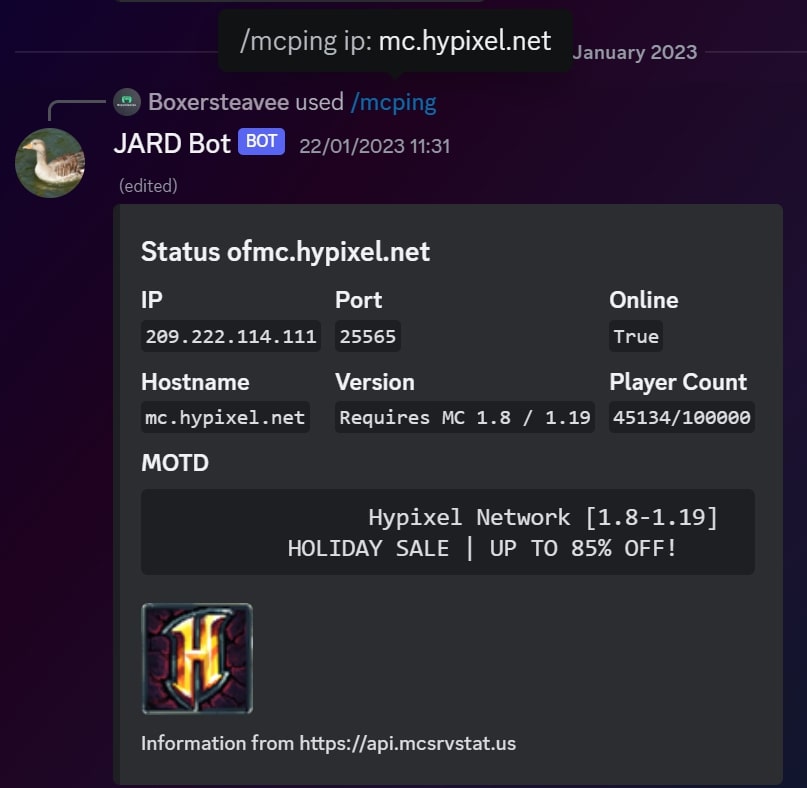 /mcping ip: mc.hypixel.net
January 2023
Boxersteavee used /mcping
JARD Bot BOT 22/01/2023 11:31
(edited)
Status ofmc.hypixel.net
IP Port Online
209.222.114.111 25565 True
Hostname Version Player Count
mc.hypixel.net Requires MC 1.8 / 1.19 45134/100000
MOTD
Hypixel Network [1.8-1.19]
HOLIDAY SALE | UP TO 85% OFF!
H
Information from https://api.mcsrvstat.us